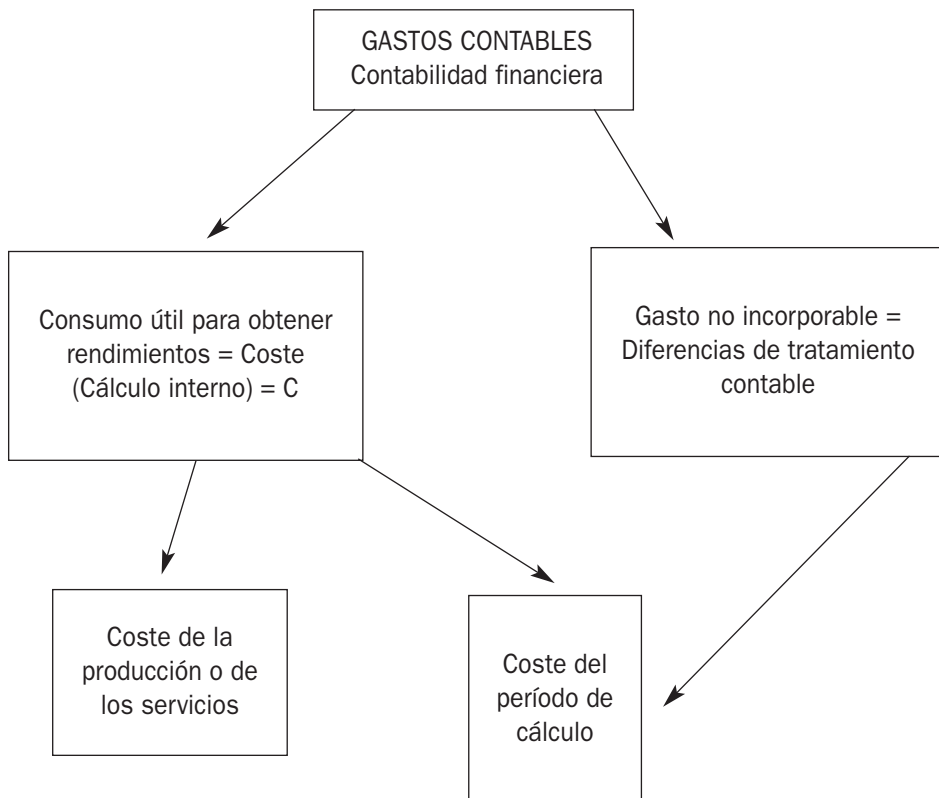 GASTOS CONTABLES
Contabilidad financiera
Consumo útil para obtener
rendimientos = Coste
(Cálculo interno) = C
Gasto no incorporable =
Diferencias de tratamiento
contable
Coste de la
producción o de
los servicios
Coste del
período de
cálculo